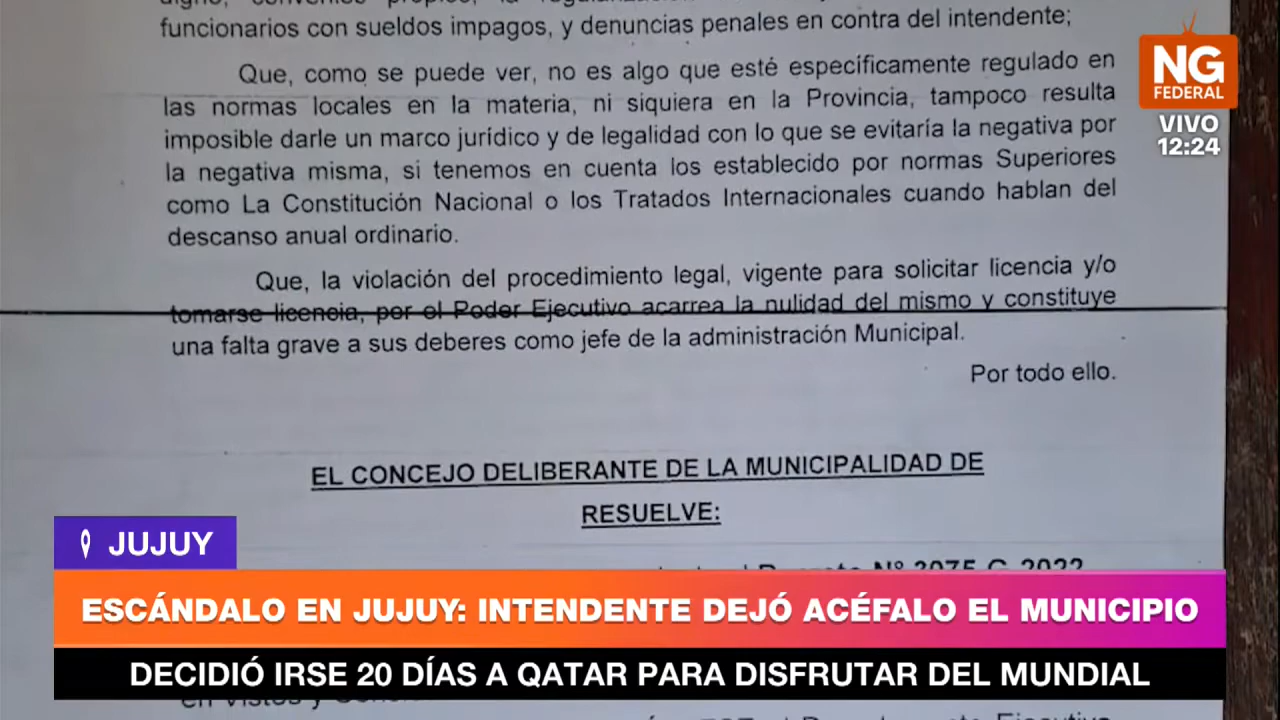 funcionarios con sueldos impagos, y denuncias penales en contra del intendente;
Que, como se puede ver, no es algo que esté específicamente regulado en
las normas locales en la materia, ni siquiera en la Provincia, tampoco resulta
imposible darle un marco jurídico y de legalidad con lo que se evitaría la negativa por
la negativa misma, si tenemos en cuenta los establecido por normas Superiores
como La Constitución Nacional o los Tratados Internacionales cuando hablan del
descanso anual ordinario.
Que, la violación del procedimiento legal, vigente para solicitar licencia y/o
tomarse licencia, por el Poder Ejecutivo acarrea la nulidad del mismo y constituye
una falta grave a sus deberes como jefe de la administración Municipal.
Por todo ello.
EL CONCEJO DELIBERANTE DE LA MUNICIPALIDAD DE
RESUELVE:
NG
FEDERAL
VIVO
12:24
JUJUY
ESCÁNDALO EN JUJUY: INTENDENTE DEJÓ ACÉFALO EL MUNICIPIO
DECIDIÓ IRSE 20 DÍAS A QATAR PARA DISFRUTAR DEL MUNDIAL